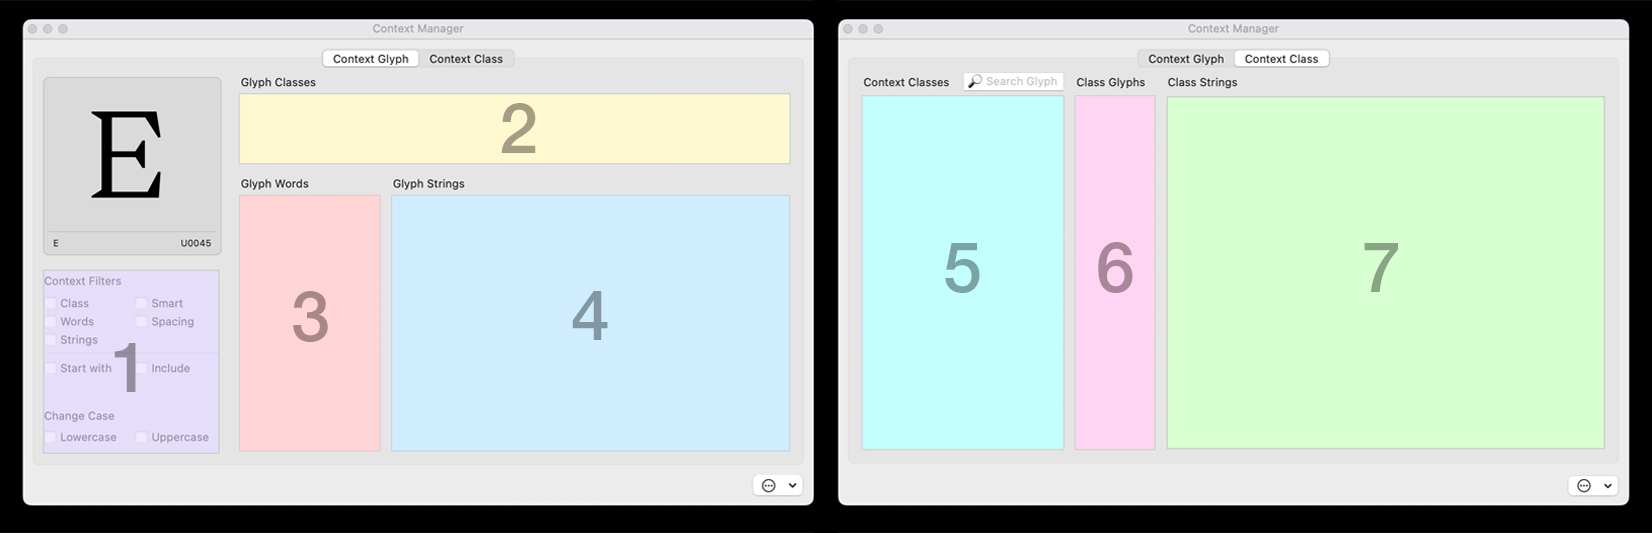 Context Manager
Context Glyph Context Class
E
E U0045
Context Filters
Class Smart
Words Spacing
Strings
Start with Include
Change Case
Lowercase Uppercase
1
Glyph Classes
2
Glyph Words
3
Glyph Strings
4
Context Manager
Context Glyph Context Class
Context Classes Search Glyph
5
Class Glyphs
6
Class Strings
7